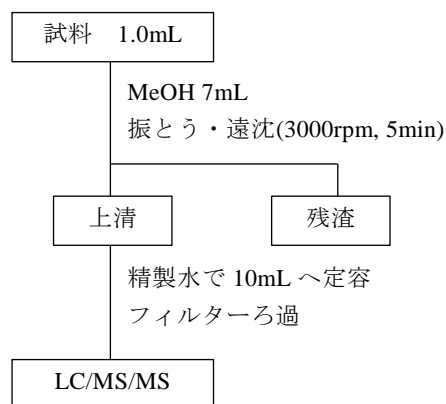 試料　1.0mL
MeOH 7mL
振とう・遠沈(3000rpm, 5min)
上清
残渣
精製水で 10mL へ定容
フィルターろ過
LC/MS/MS